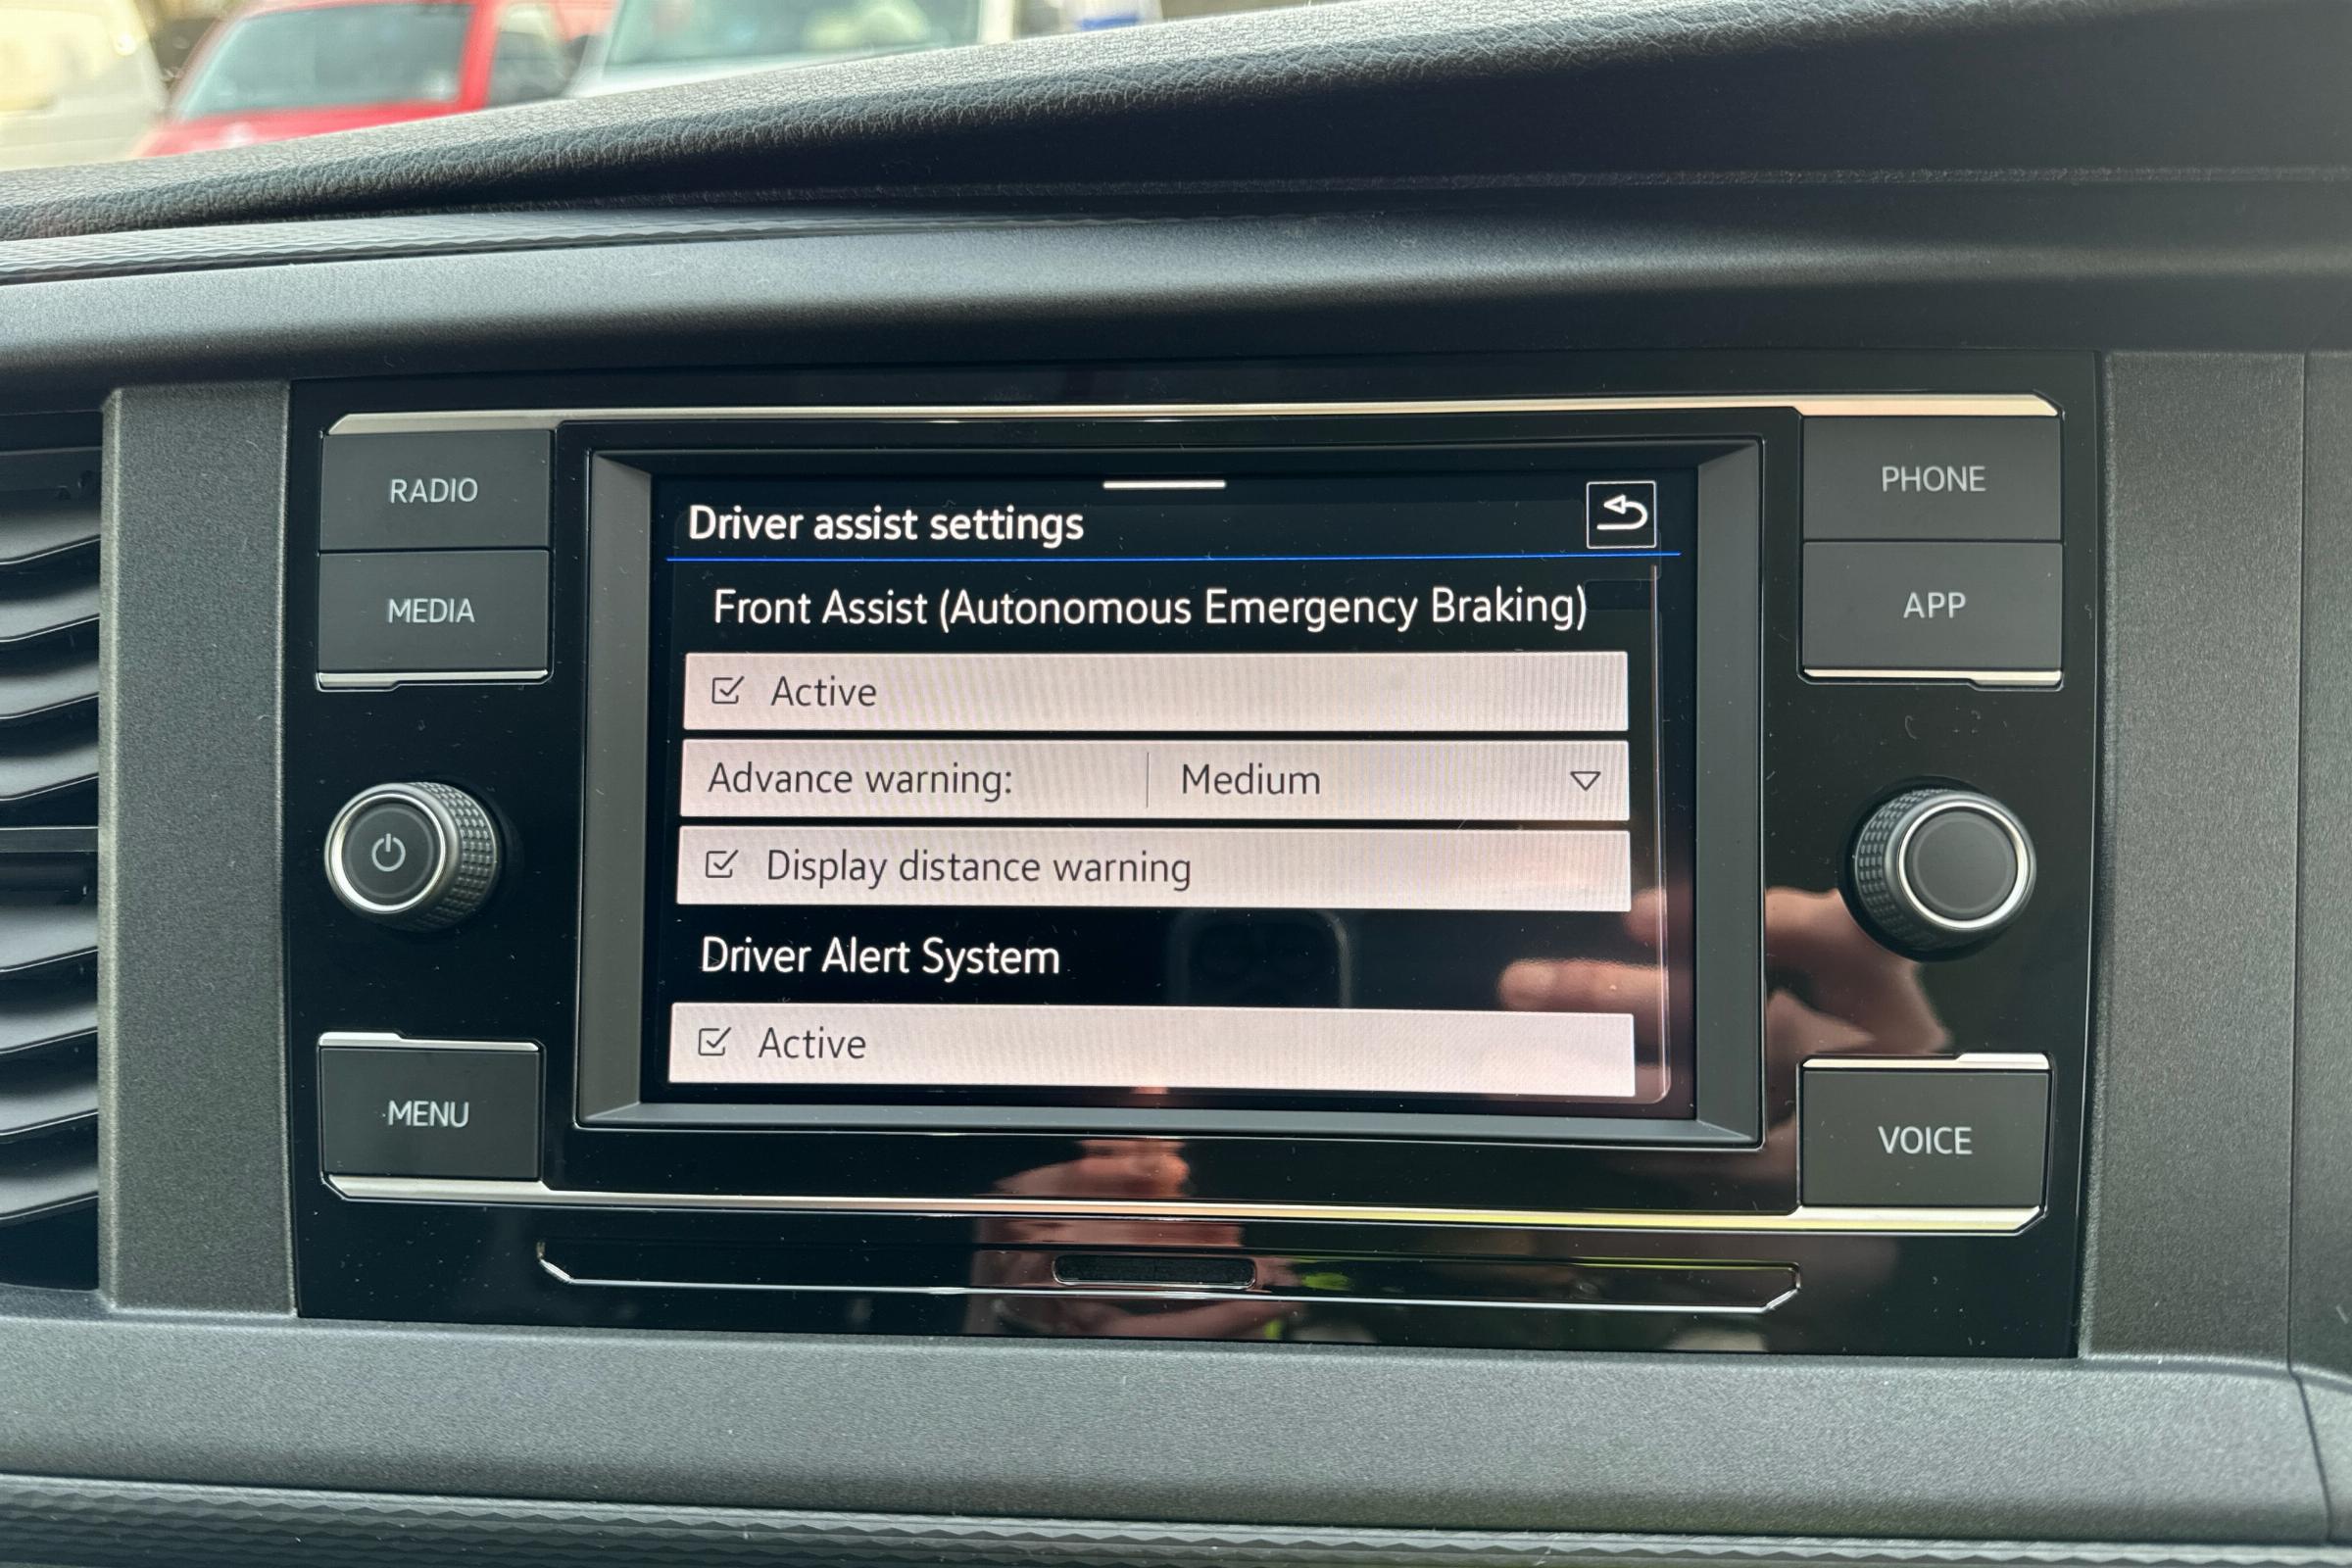 RADIO
MEDIA
MENU
Driver assist settings
Front Assist (Autonomous Emergency Braking)
Active
Advance warning: Medium
Display distance warning
Driver Alert System
Active
PHONE
APP
VOICE